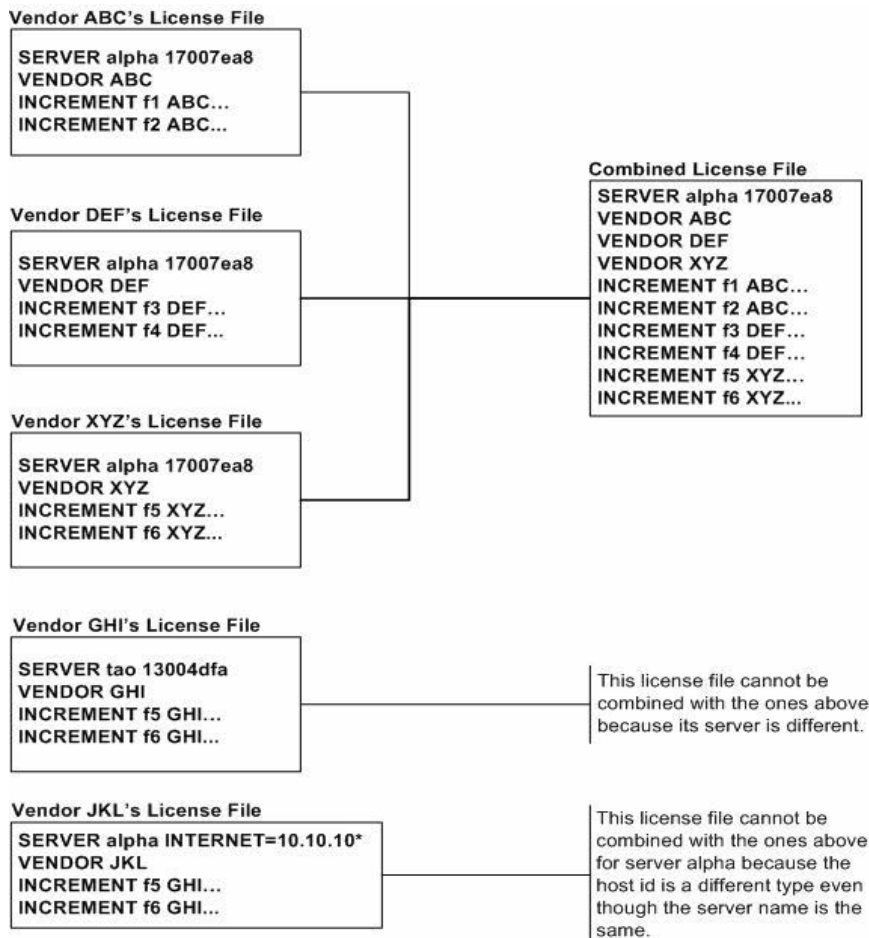 Vendor ABC's License File
SERVER alpha 17007ea8
VENDOR ABC
INCREMENT f1 ABC...
INCREMENT f2 ABC...
Vendor DEF's License File
SERVER alpha 17007ea8
VENDOR DEF
INCREMENT f3 DEF...
INCREMENT f4 DEF...
Vendor XYZ's License File
SERVER alpha 17007ea8
VENDOR XYZ
INCREMENT f5 XYZ...
INCREMENT f6 XYZ...
Combined License File
SERVER alpha 17007ea8
VENDOR ABC
VENDOR DEF
VENDOR XYZ
INCREMENT f1 ABC...
INCREMENT f2 ABC...
INCREMENT f3 DEF...
INCREMENT f4 DEF...
INCREMENT f5 XYZ...
INCREMENT f6 XYZ...
Vendor GHI's License File
SERVER tao 13004dfa
VENDOR GHI
INCREMENT f5 GHI...
INCREMENT f6 GHI...
This license file cannot be
combined with the ones above
because its server is different.
Vendor JKL's License File
SERVER alpha INTERNET=10.10.10*
VENDOR JKL
INCREMENT f5 GHI...
INCREMENT f6 GHI...
This license file cannot be
combined with the ones above
for server alpha because the
host id is a different type even
though the server name is the
same.